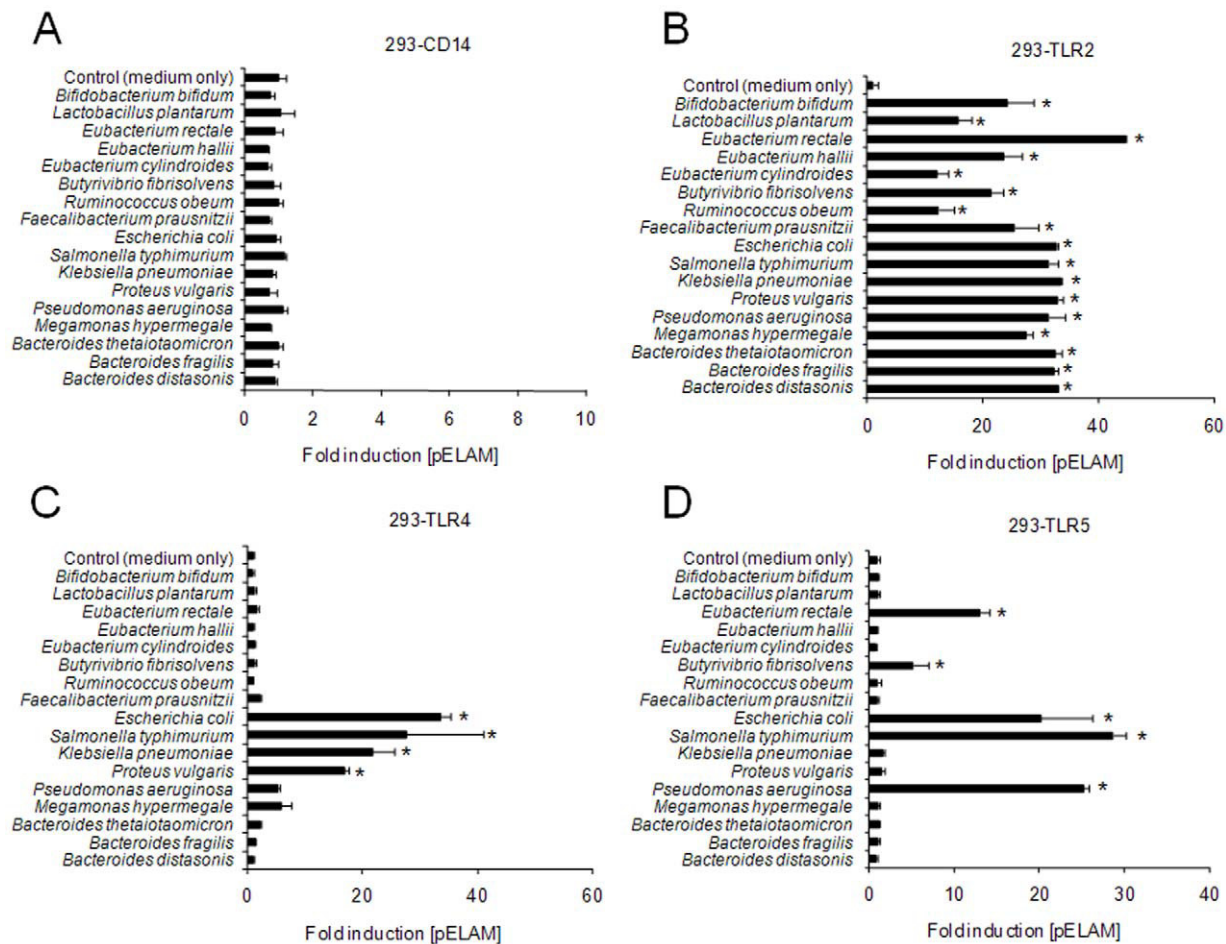 A
293-CD14
Control (medium only)
Bifidobacterium bifidum
Lactobacillus plantarum
Eubacterium rectale
Eubacterium hallii
Eubacterium cylindroides
Butyrivibrio fibrisolvens
Ruminococcus obeum
Faecalibacterium prausnitzii
Escherichia coli
Salmonella typhimurium
Klebsiella pneumoniae
Proteus vulgaris
Pseudomonas aeruginosa
Megamonas hypermegale
Bacteroides thetaiotaomicron
Bacteroides fragilis
Bacteroides distasonis
0 2 4 6 8 10
Fold induction [pELAM]
B
293-TLR2
Control (medium only)
Bifidobacterium bifidum *
Lactobacillus plantarum *
Eubacterium rectale *
Eubacterium hallii *
Eubacterium cylindroides *
Butyrivibrio fibrisolvens *
Ruminococcus obeum *
Faecalibacterium prausnitzii *
Escherichia coli *
Salmonella typhimurium *
Klebsiella pneumoniae *
Proteus vulgaris *
Pseudomonas aeruginosa *
Megamonas hypermegale *
Bacteroides thetaiotaomicron *
Bacteroides fragilis *
Bacteroides distasonis *
0 20 40 60
Fold induction [pELAM]
C
293-TLR4
Control (medium only)
Bifidobacterium bifidum
Lactobacillus plantarum
Eubacterium rectale
Eubacterium hallii
Eubacterium cylindroides
Butyrivibrio fibrisolvens
Ruminococcus obeum
Faecalibacterium prausnitzii
Escherichia coli *
Salmonella typhimurium *
Klebsiella pneumoniae *
Proteus vulgaris *
Pseudomonas aeruginosa
Megamonas hypermegale
Bacteroides thetaiotaomicron
Bacteroides fragilis
Bacteroides distasonis
0 20 40 60
Fold induction [pELAM]
D
293-TLR5
Control (medium only)
Bifidobacterium bifidum
Lactobacillus plantarum
Eubacterium rectale *
Eubacterium hallii
Eubacterium cylindroides
Butyrivibrio fibrisolvens *
Ruminococcus obeum
Faecalibacterium prausnitzii
Escherichia coli *
Salmonella typhimurium *
Klebsiella pneumoniae
Proteus vulgaris
Pseudomonas aeruginosa *
Megamonas hypermegale
Bacteroides thetaiotaomicron
Bacteroides fragilis
Bacteroides distasonis
0 10 20 30 40
Fold induction [pELAM]